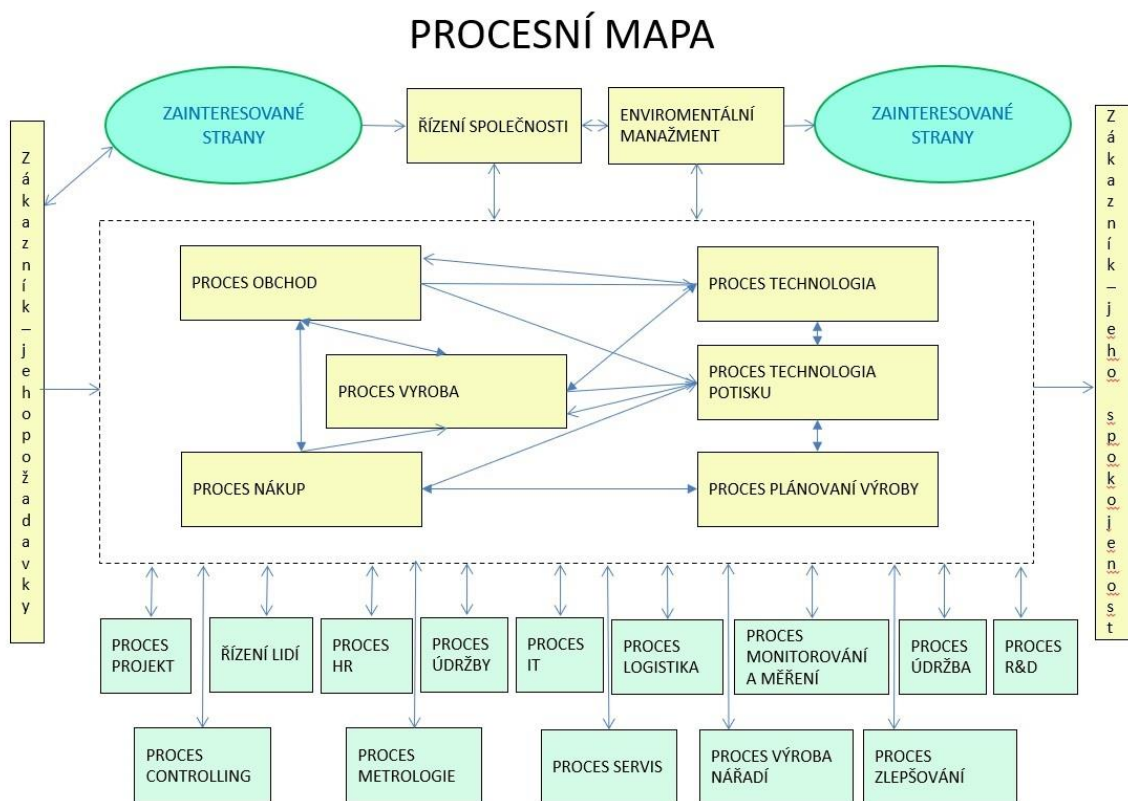 PROCESNÍ MAPA
ZAINTERESOVANÉ
STRANY
ŘÍZENÍ SPOLEČNOSTI
ENVIROMENTÁLNÍ
MANAŽMENT
ZAINTERESOVANÉ
STRANY
Zákazník – jehopožadavky
Zákazník – jeho spokojenost
PROCES OBCHOD
PROCES TECHNOLOGIA
PROCES VYROBA
PROCES TECHNOLOGIA
POTISKU
PROCES NÁKUP
PROCES PLÁNOVANÍ VÝROBY
PROCES
PROJEKT
ŘÍZENÍ LIDÍ
PROCES
HR
PROCES
ÚDRŽBY
PROCES
IT
PROCES
LOGISTIKA
PROCES
MONITOROVÁNÍ
A MĚŘENÍ
PROCES
ÚDRŽBA
PROCES
R&D
PROCES
CONTROLLING
PROCES
METROLOGIE
PROCES SERVIS
PROCES VÝROBA
NÁŘADÍ
PROCES
ZLEPŠOVÁNÍ